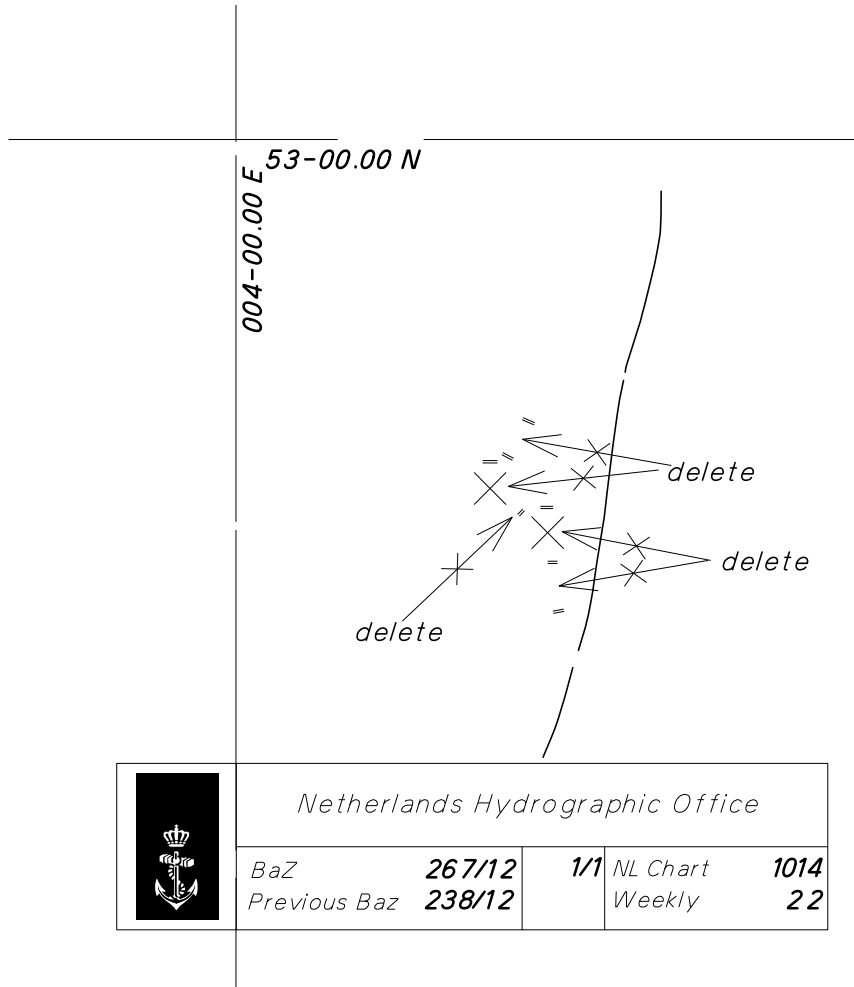 53-00.00 N
004-00.00 E
delete
delete
delete
Netherlands Hydrographic Office
BaZ 267/12 1/1 NL Chart 1014
Previous Baz 238/12 Weekly 22